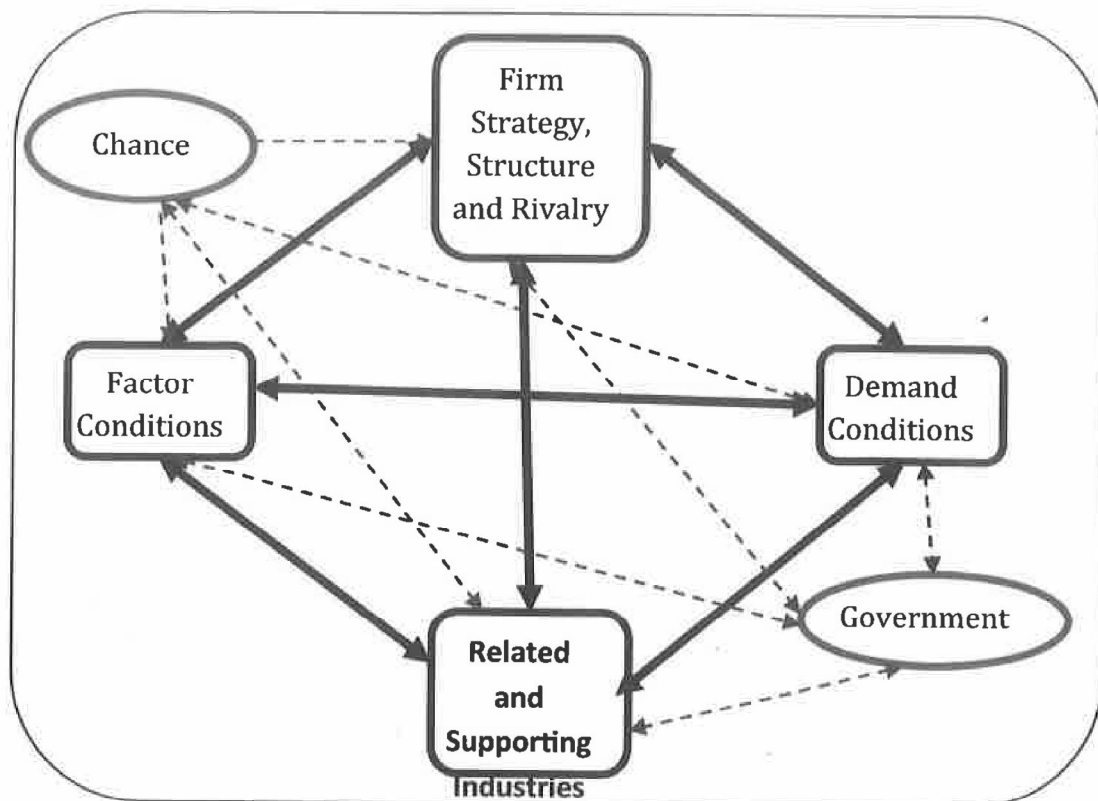 Firm
Strategy,
Structure
and Rivalry
Chance
Factor
Conditions
Demand
Conditions
Government
Related
and
Supporting
Industries